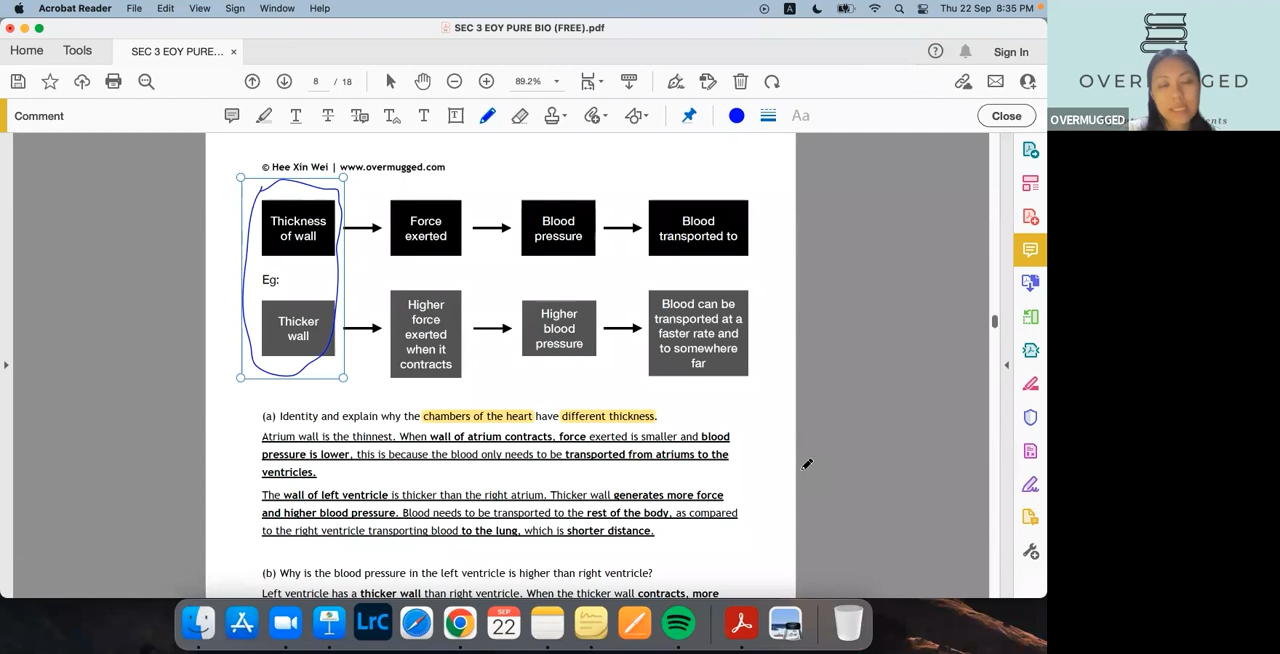 Acrobat Reader File Edit View Sign Window Help Thu 22 Sep 8:35 PM
SEC 3 EOY PURE BIO (FREE).pdf
Home Tools SEC 3 EOY PURE... × Sign In
8 / 18 89.2%
Comment Aa Close
OVERMUGGED
OVERMUGGED
© Hee Xin Wei | www.overmugged.com
Thickness of wall
Force exerted
Blood pressure
Blood transported to
Eg:
Thicker wall
Higher force exerted when it contracts
Higher blood pressure
Blood can be transported at a faster rate and to somewhere far
(a) Identity and explain why the chambers of the heart have different thickness.
Atrium wall is the thinnest. When wall of atrium contracts, force exerted is smaller and blood
pressure is lower, this is because the blood only needs to be transported from atriums to the
ventricles.
The wall of left ventricle is thicker than the right atrium. Thicker wall generates more force
and higher blood pressure. Blood needs to be transported to the rest of the body, as compared
to the right ventricle transporting blood to the lung, which is shorter distance.
(b) Why is the blood pressure in the left ventricle is higher than right ventricle?
Left ventricle has a thicker wall than right ventricle. When the thicker wall contracts, more
LrC
SEP
22